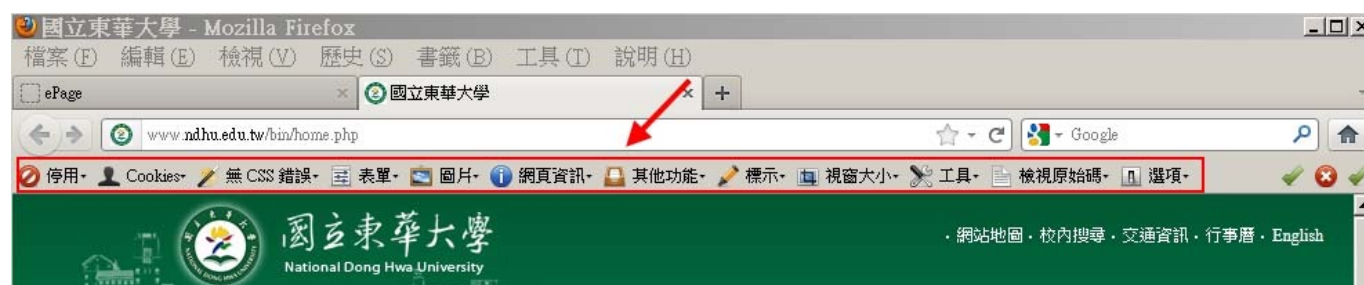 國立東華大學 - Mozilla Firefox
檔案(F) 編輯(E) 檢視(V) 歷史(S) 書籤(B) 工具(T) 說明(H)
ePage × 國立東華大學 × +
www.ndhu.edu.tw/bin/home.php Google
停用 Cookies 無 CSS 錯誤 表單 圖片 網頁資訊 其他功能 標示 視窗大小 工具 檢視原始碼 選項
國立東華大學
National Dong Hwa University
·網站地圖·校內搜尋·交通資訊·行事曆·English